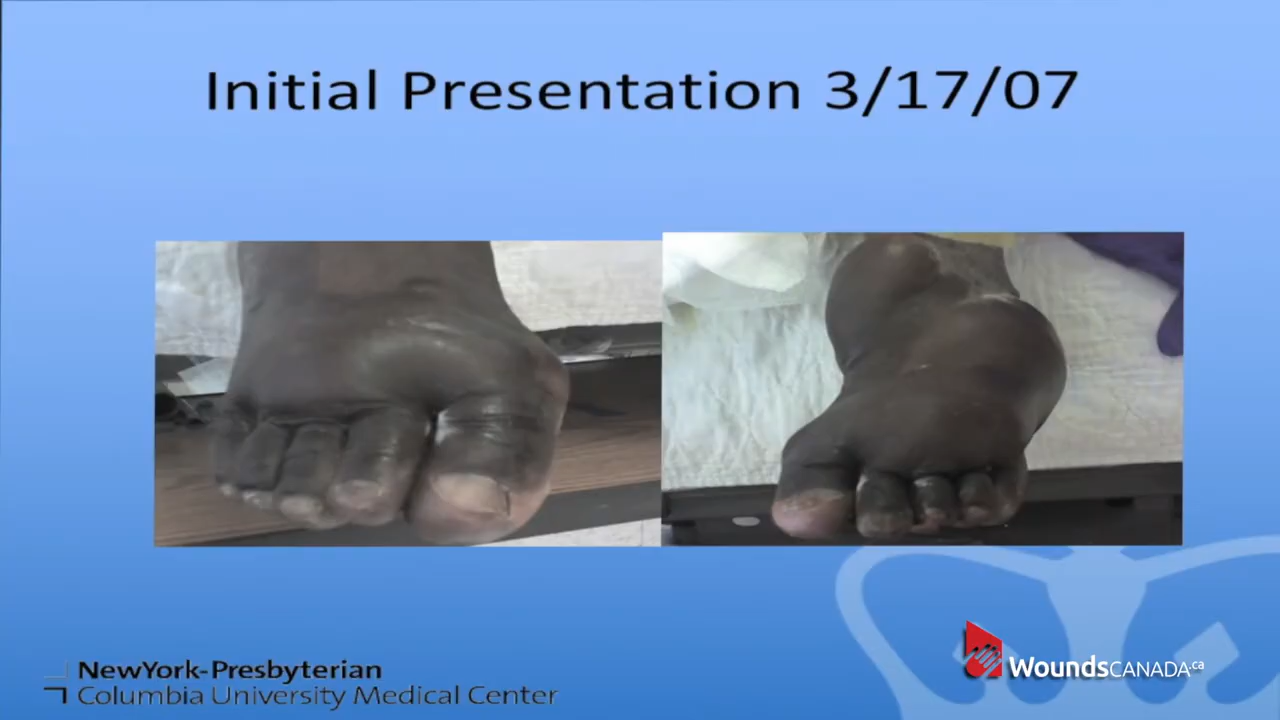 Initial Presentation 3/17/07
NewYork-Presbyterian
Columbia University Medical Center
WoundsCANADA.ca